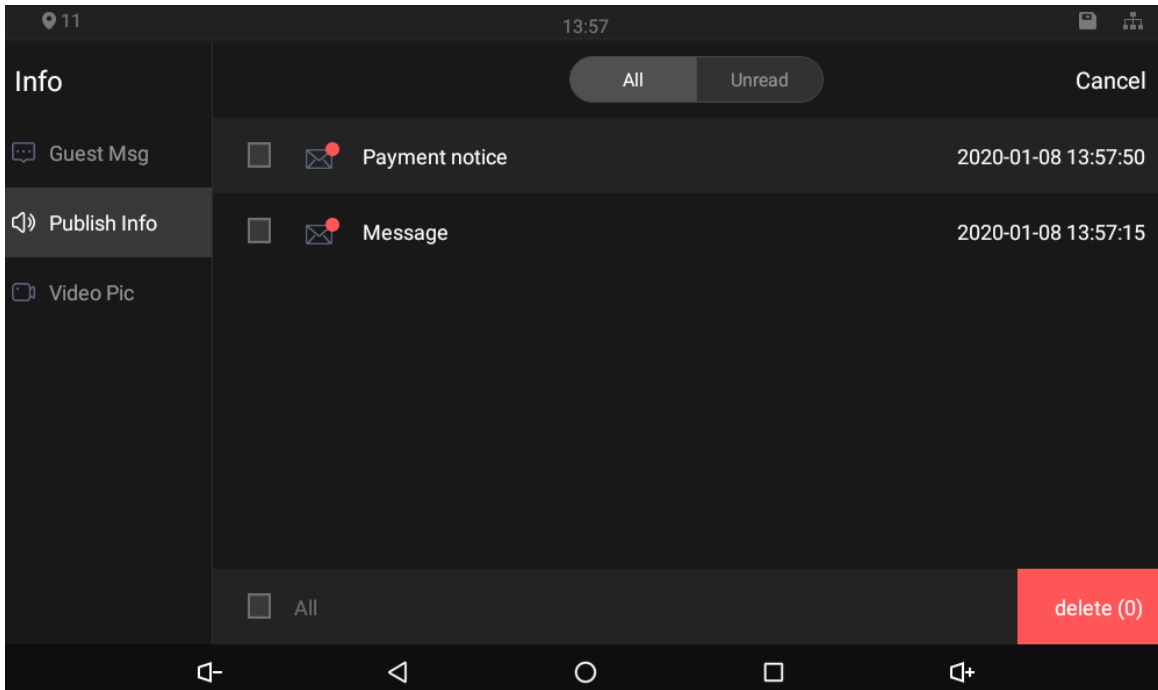 11
13:57
Info
All
Unread
Cancel
Guest Msg
Payment notice
2020-01-08 13:57:50
Publish Info
Message
2020-01-08 13:57:15
Video Pic
All
delete (0)